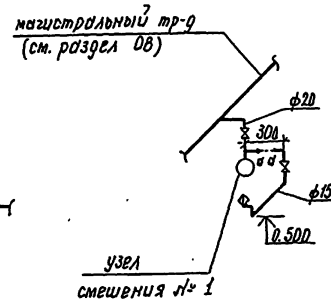 магистральный тр-д
(см. раздел ОВ)
ф20
300
d d
ф15
0.500
узел
смешения № 1